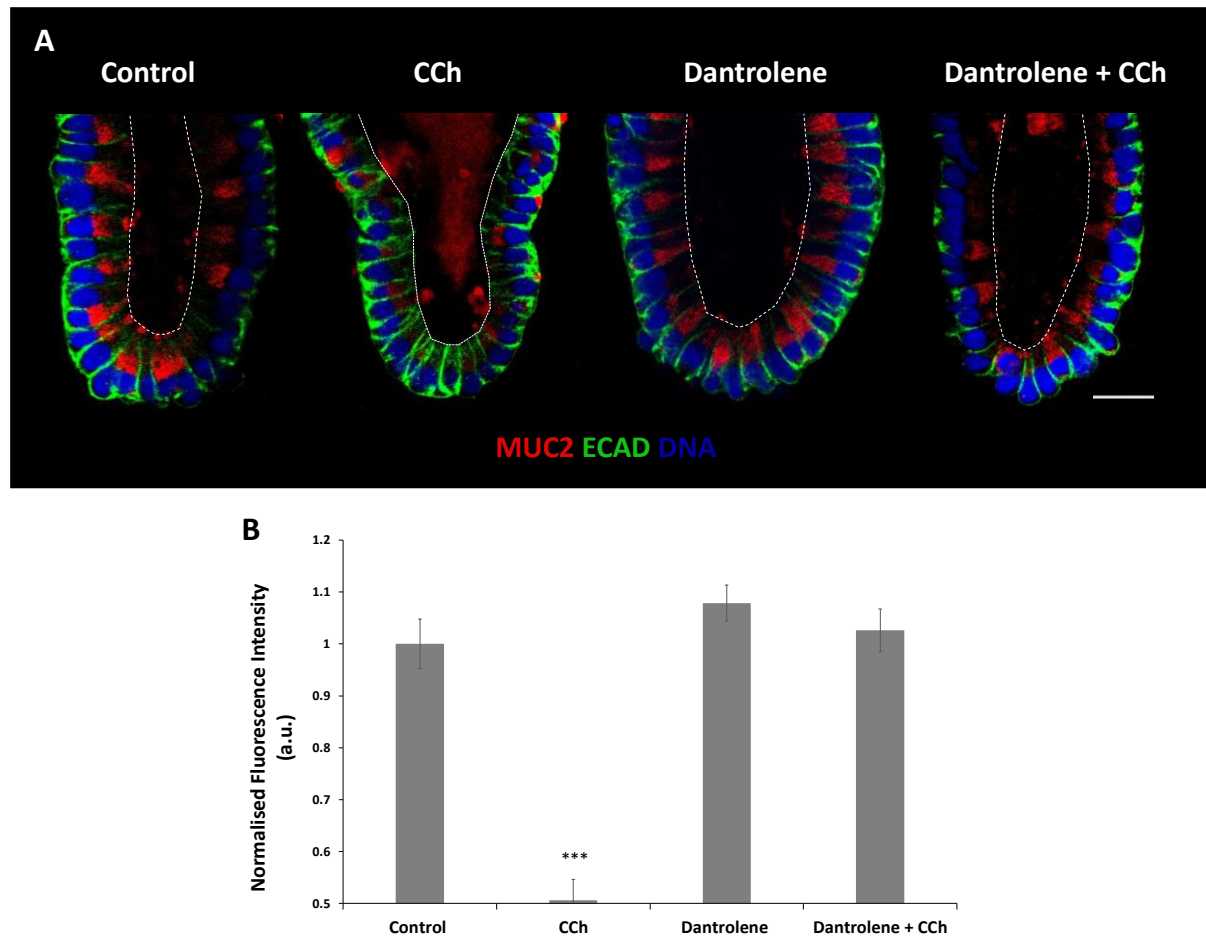 A
Control CCh Dantrolene Dantrolene + CCh
MUC2 ECAD DNA
B
Normalised Fluorescence Intensity
(a.u.)
1.2
1.1
1
0.9
0.8
0.7
0.6
0.5
***
Control CCh Dantrolene Dantrolene + CCh